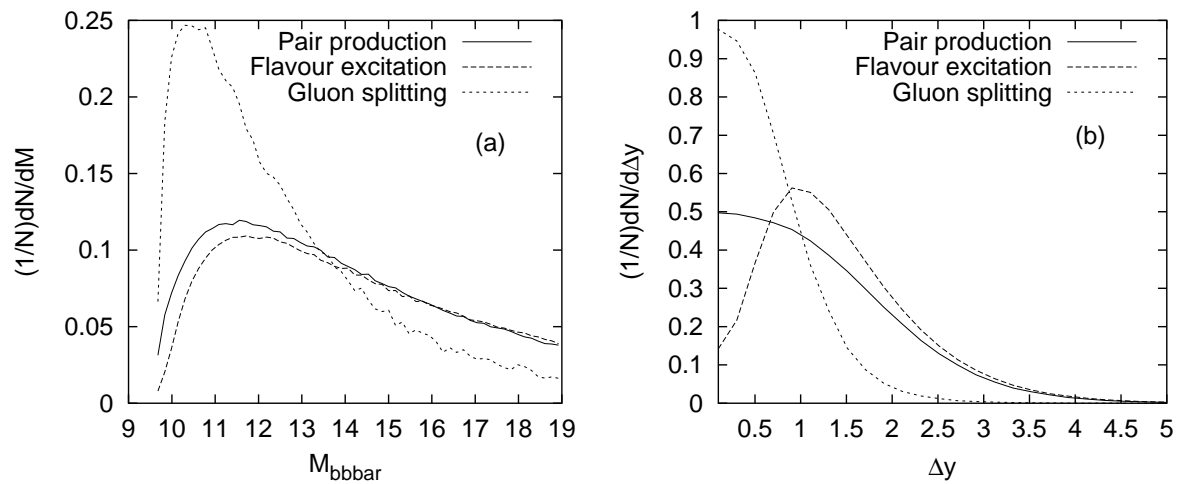 0.25
0.2
0.15
0.1
0.05
0
(1/N)dN/dM
Pair production
Flavour excitation
Gluon splitting
(a)
9 10 11 12 13 14 15 16 17 18 19
M_bbbar
1
0.9
0.8
0.7
0.6
0.5
0.4
0.3
0.2
0.1
0
(1/N)dN/dΔy
Pair production
Flavour excitation
Gluon splitting
(b)
0.5 1 1.5 2 2.5 3 3.5 4 4.5 5
Δy